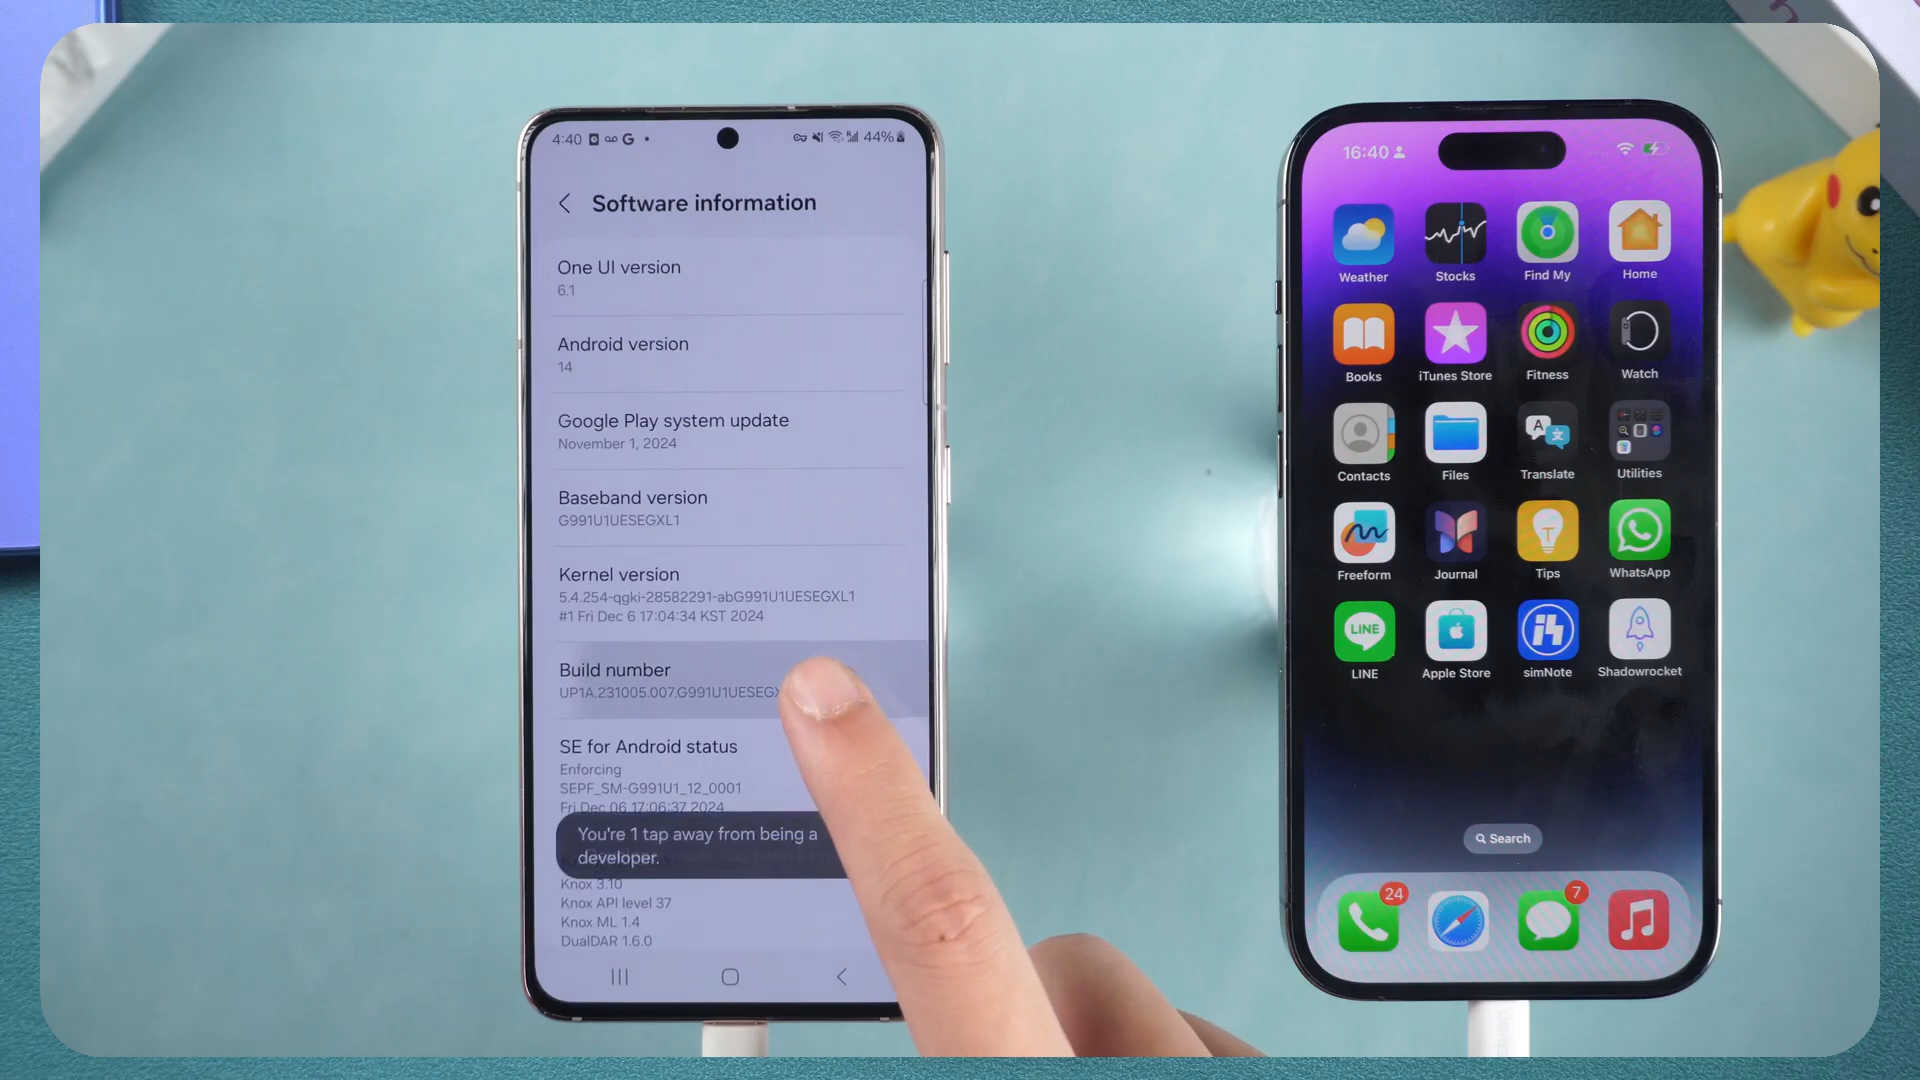 4:40
44%
Software information
One UI version
6.1
Android version
14
Google Play system update
November 1, 2024
Baseband version
G991U1UESEGXL1
Kernel version
5.4.254-qgki-28582291-abG991U1UESEGXL1
#1 Fri Dec 6 17:04:34 KST 2024
Build number
UP1A.231005.007.G991U1UESEGX
SE for Android status
Enforcing
SEPF_SM-G991U1_12_0001
Fri Dec 06 17:06:37 2024
You're 1 tap away from being a
developer.
Knox 3.10
Knox API level 37
Knox ML 1.4
DualDAR 1.6.0
16:40
Weather
Stocks
Find My
Home
Books
iTunes Store
Fitness
Watch
Contacts
Files
Translate
Utilities
Freeform
Journal
Tips
WhatsApp
LINE
LINE
Apple Store
simNote
Shadowrocket
Search
24
7